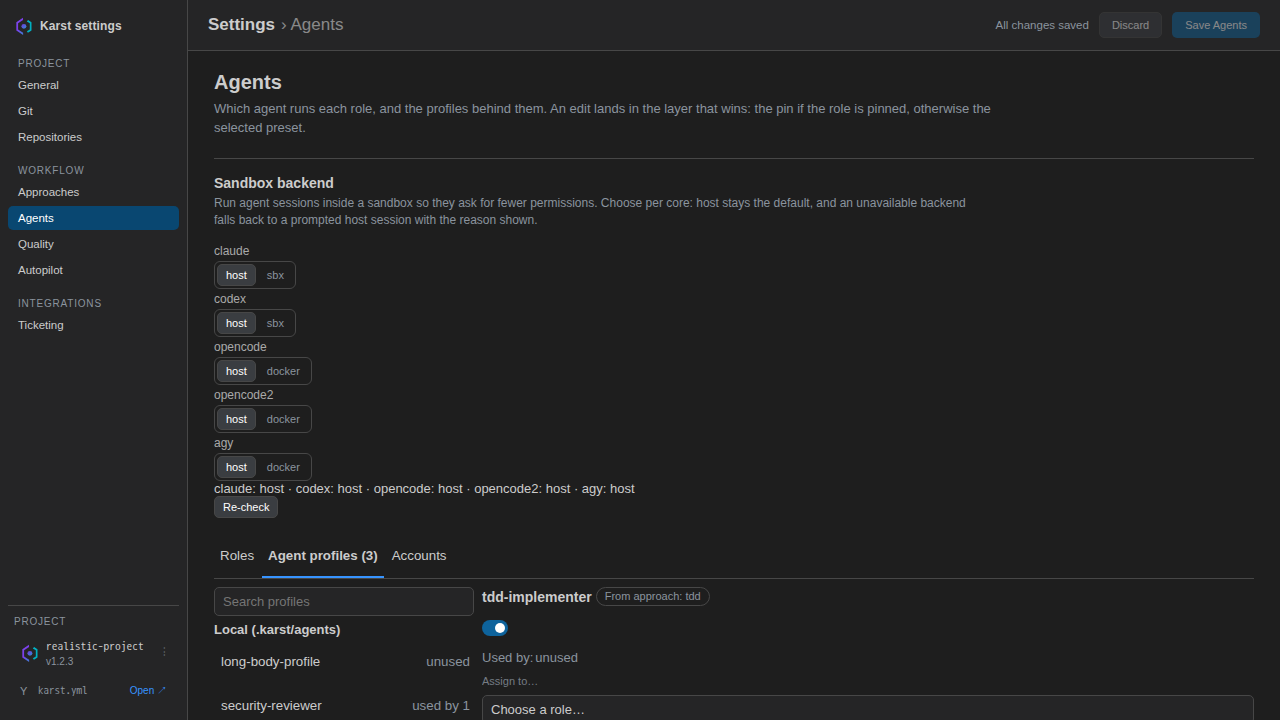 Karst settings
PROJECT
General
Git
Repositories
WORKFLOW
Approaches
Agents
Quality
Autopilot
INTEGRATIONS
Ticketing
PROJECT
realistic-project
v1.2.3
Y karst.yml Open ↗
Settings › Agents
All changes saved Discard Save Agents
Agents
Which agent runs each role, and the profiles behind them. An edit lands in the layer that wins: the pin if the role is pinned, otherwise the
selected preset.
Sandbox backend
Run agent sessions inside a sandbox so they ask for fewer permissions. Choose per core: host stays the default, and an unavailable backend
falls back to a prompted host session with the reason shown.
claude
host sbx
codex
host sbx
opencode
host docker
opencode2
host docker
agy
host docker
claude: host · codex: host · opencode: host · opencode2: host · agy: host
Re-check
Roles Agent profiles (3) Accounts
Search profiles
Local (.karst/agents)
long-body-profile unused
security-reviewer used by 1
tdd-implementer From approach: tdd
Used by: unused
Assign to…
Choose a role…